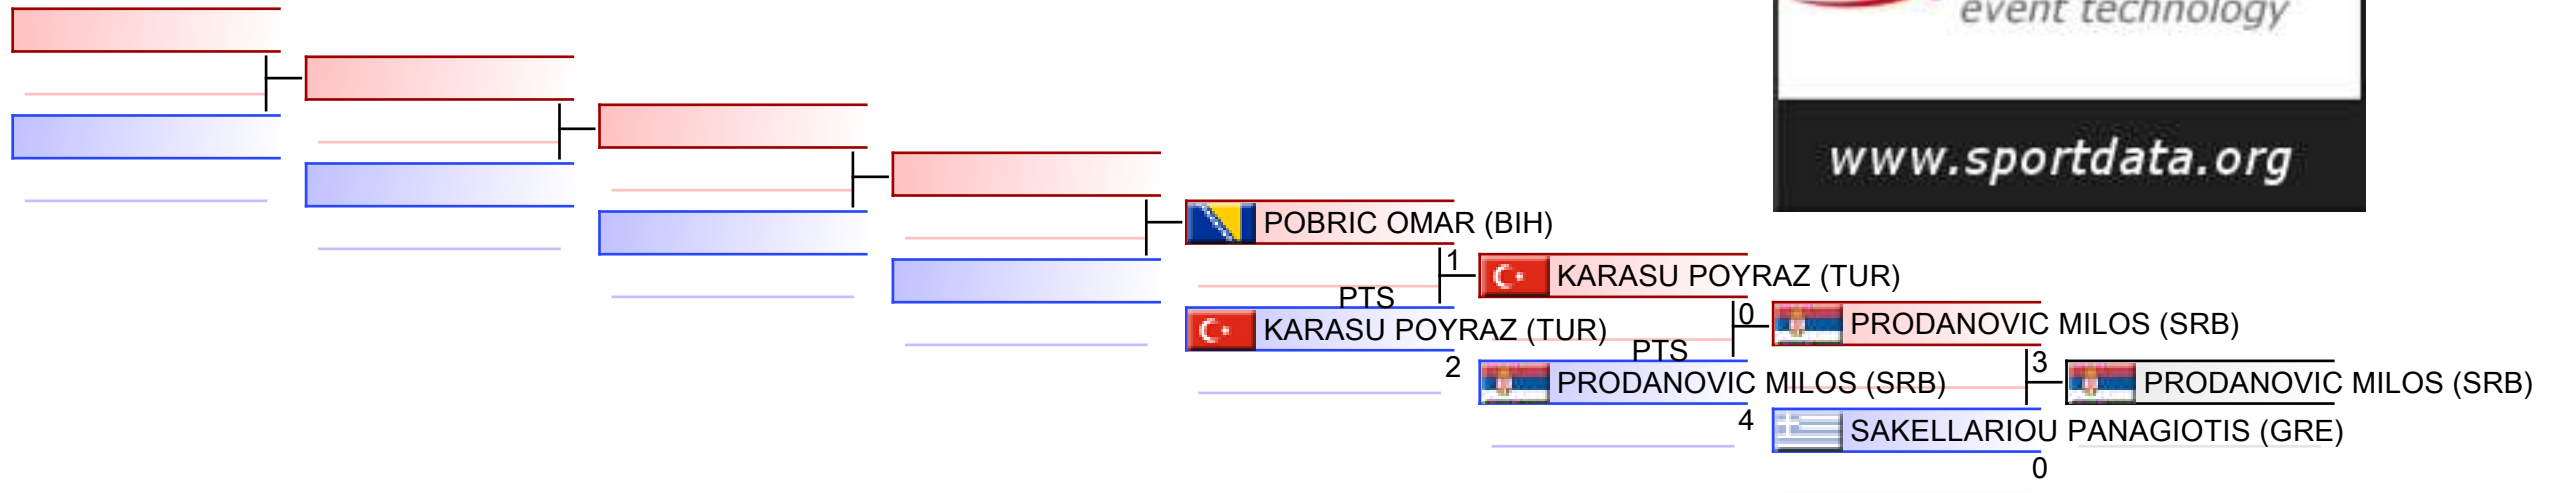 event technology
www.sportdata.org
POBRIC OMAR (BIH)
1
KARASU POYRAZ (TUR)
PTS
0
PRODANOVIC MILOS (SRB)
KARASU POYRAZ (TUR)
2
PTS
3
PRODANOVIC MILOS (SRB)
PRODANOVIC MILOS (SRB)
4
SAKELLARIOU PANAGIOTIS (GRE)
0